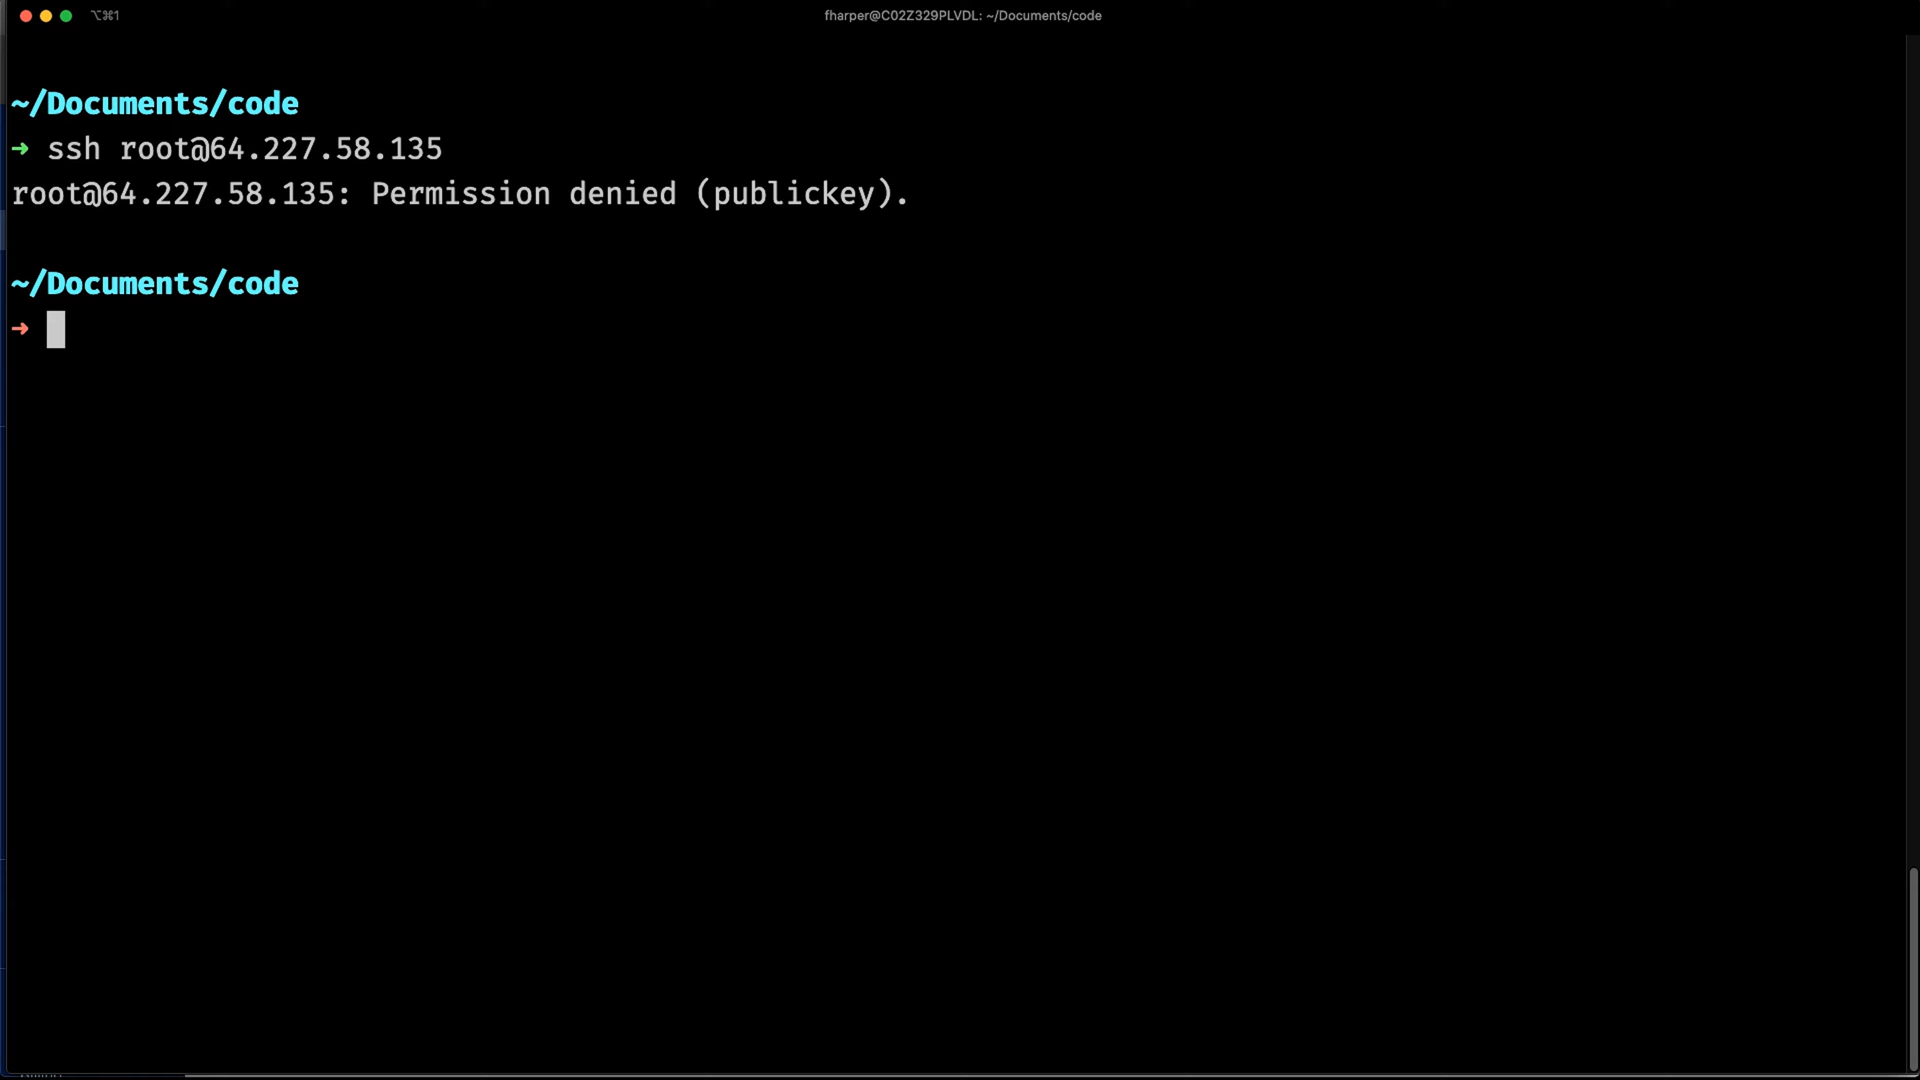 ⌥⌘1
fharper@C02Z329PLVDL: ~/Documents/code
~/Documents/code
➜ ssh root@64.227.58.135
root@64.227.58.135: Permission denied (publickey).
~/Documents/code
➜